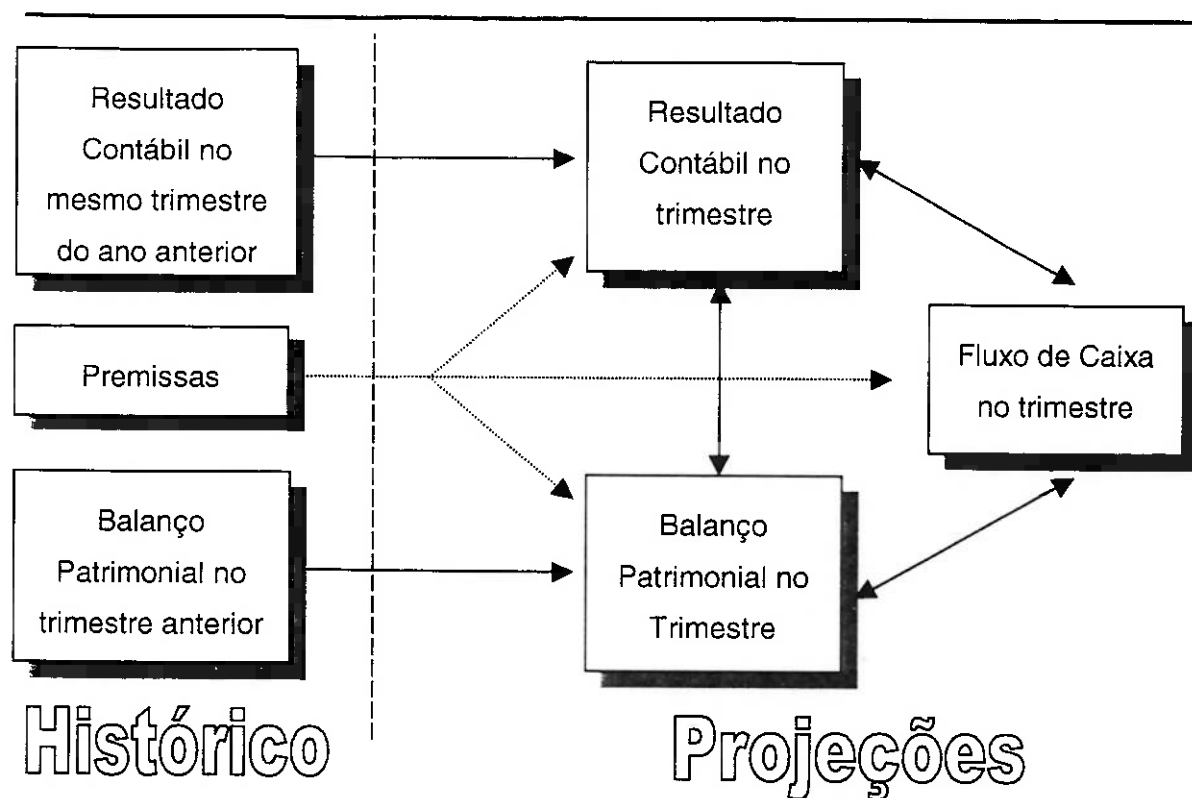 Resultado
Contábil no
mesmo trimestre
do ano anterior
Premissas
Balanço
Patrimonial no
trimestre anterior
Histórico
Resultado
Contábil no
trimestre
Fluxo de Caixa
no trimestre
Balanço
Patrimonial no
Trimestre
Projeções